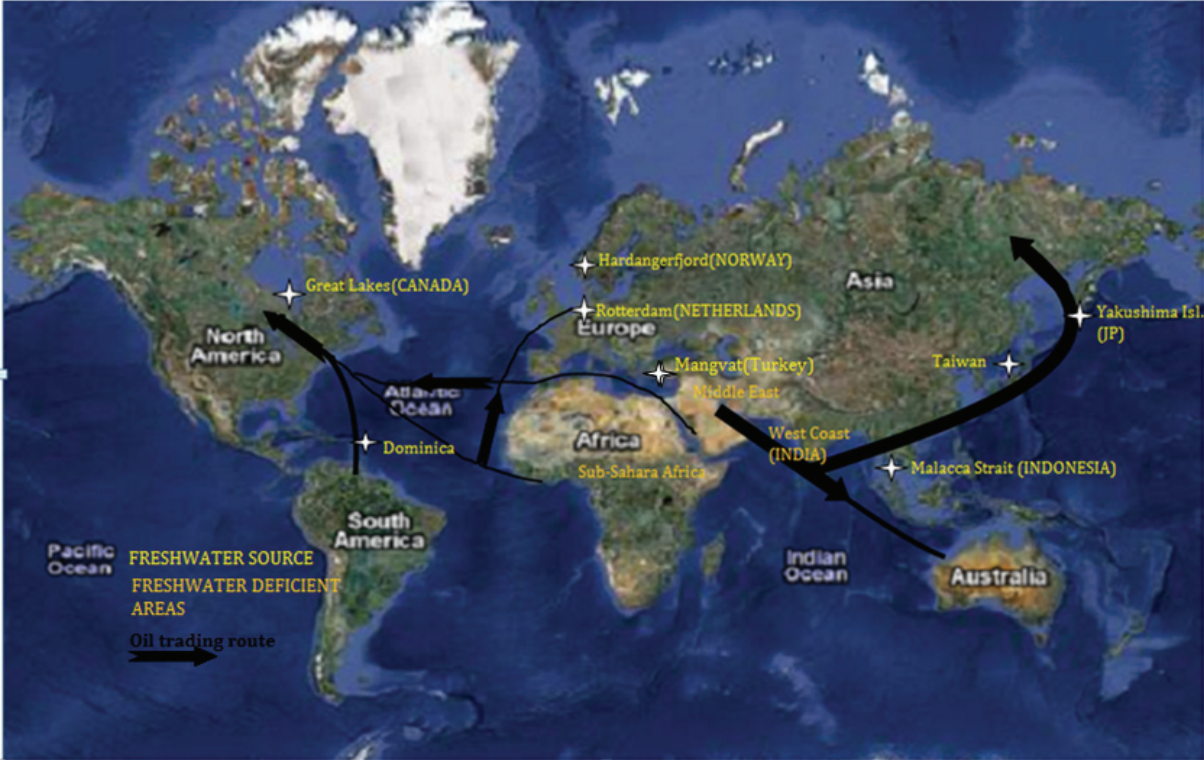 Hardangerfjord(NORWAY)
Asia
Great Lakes(CANADA)
Rotterdam(NETHERLANDS)
Europe
Yakushima Isl.
(JP)
North
America
Taiwan
Mangvat(Turkey)
Middle East
Atlantic
Ocean
West Coast
(INDIA)
Africa
Dominica
Sub-Sahara Africa
Malacca Strait (INDONESIA)
South
America
Pacific
Ocean
FRESHWATER SOURCE
Indian
Ocean
Australia
FRESHWATER DEFICIENT
AREAS
Oil trading route